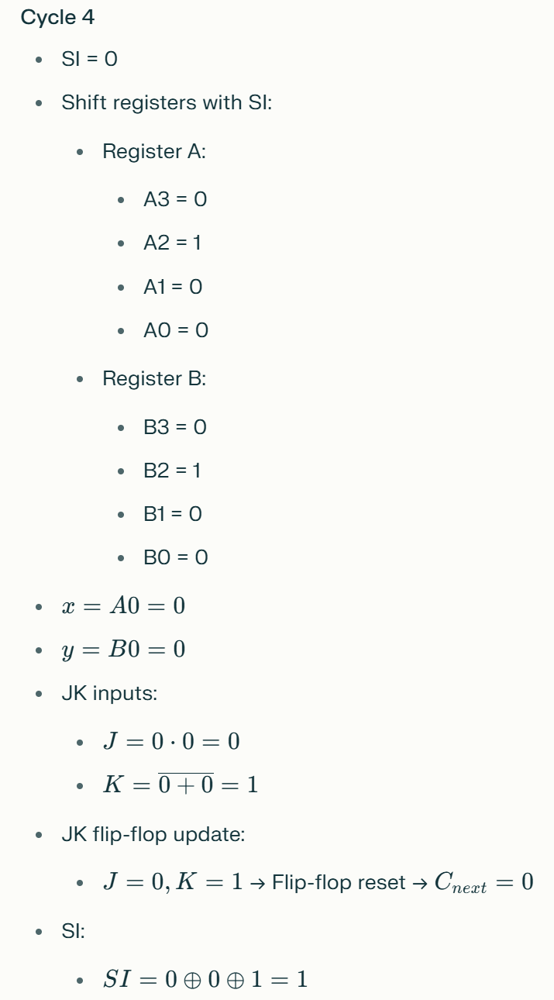 Cycle 4
• SI = 0
• Shift registers with SI:
• Register A:
• A3 = 0
• A2 = 1
• A1 = 0
• A0 = 0
• Register B:
• B3 = 0
• B2 = 1
• B1 = 0
• B0 = 0
• $x = A0 = 0$
• $y = B0 = 0$
• JK inputs:
• $J = 0 \cdot 0 = 0$
• $K = \overline{0 + 0} = 1$
• JK flip-flop update:
• $J = 0, K = 1$ → Flip-flop reset → $C_{next} = 0$
• SI:
• $SI = 0 \oplus 0 \oplus 1 = 1$